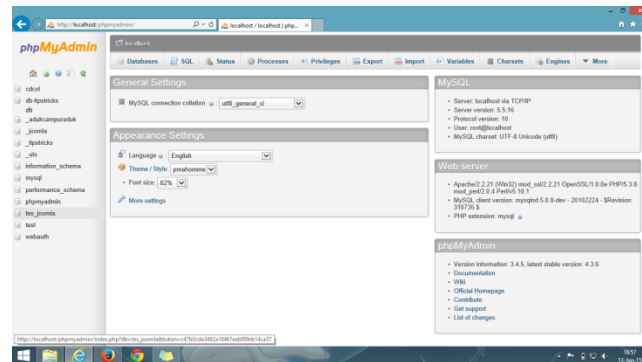 http://localhost/phpmyadmin/
localhost / localhost | php...
phpMyAdmin
localhost
Databases
SQL
Status
Processes
Privileges
Export
Import
Variables
Charsets
Engines
More
cdcol
db-tipstricks
db
_adukcampuraduk
_joomla
_tipstricks
_uts
information_schema
mysql
performance_schema
phpmyadmin
tes_joomla
test
webauth
General Settings
MySQL connection collation
utf8_general_ci
Appearance Settings
Language
English
Theme / Style:
pmahomme
Font size:
82%
More settings
MySQL
Server: localhost via TCP/IP
Server version: 5.5.16
Protocol version: 10
User: root@localhost
MySQL charset: UTF-8 Unicode (utf8)
Web server
Apache/2.2.21 (Win32) mod_ssl/2.2.21 OpenSSL/1.0.0e PHP/5.3.8
mod_perl/2.0.4 Perl/v5.10.1
MySQL client version: mysqlnd 5.0.8-dev - 20102224 - $Revision:
310735 $
PHP extension: mysql
phpMyAdmin
Version information: 3.4.5, latest stable version: 4.3.6
Documentation
Wiki
Official Homepage
Contribute
Get support
List of changes
16:57